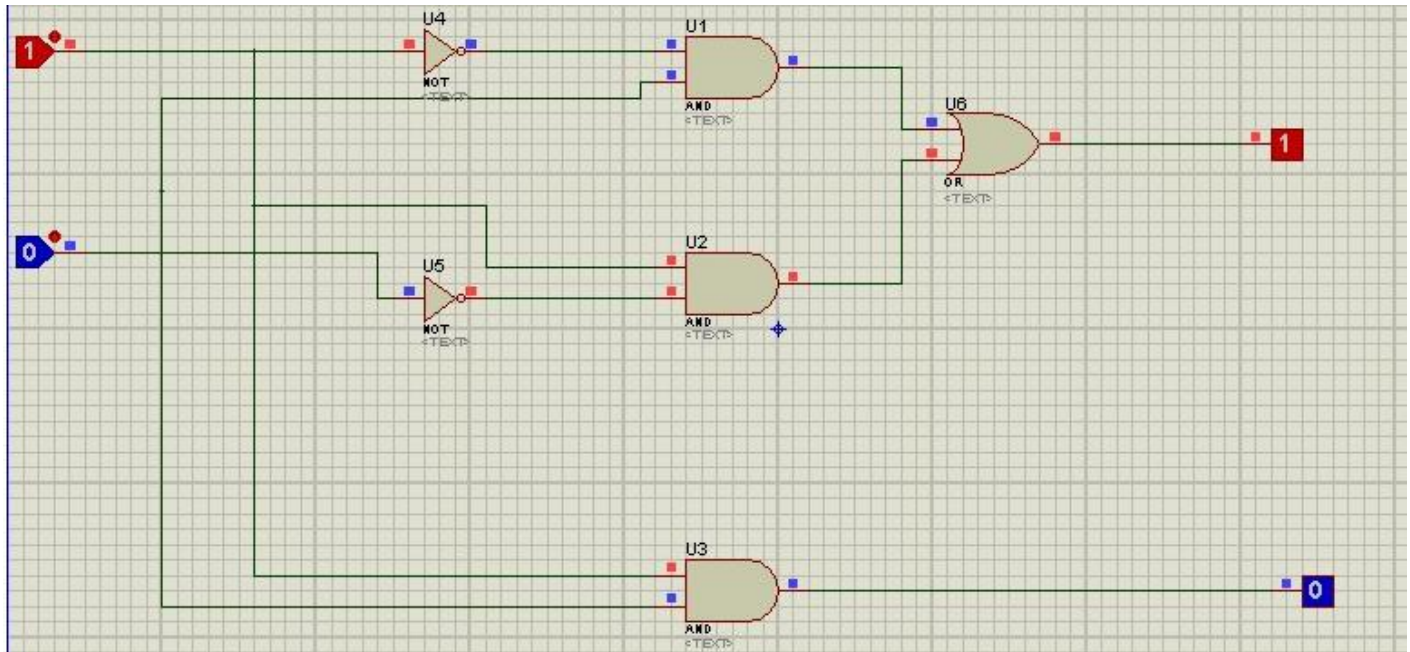 U4
U1
1
NOT
<TEXT>
AND
<TEXT>
U6
1
OR
<TEXT>
0
U2
U5
NOT
<TEXT>
AND
<TEXT>
U3
0
AND
<TEXT>